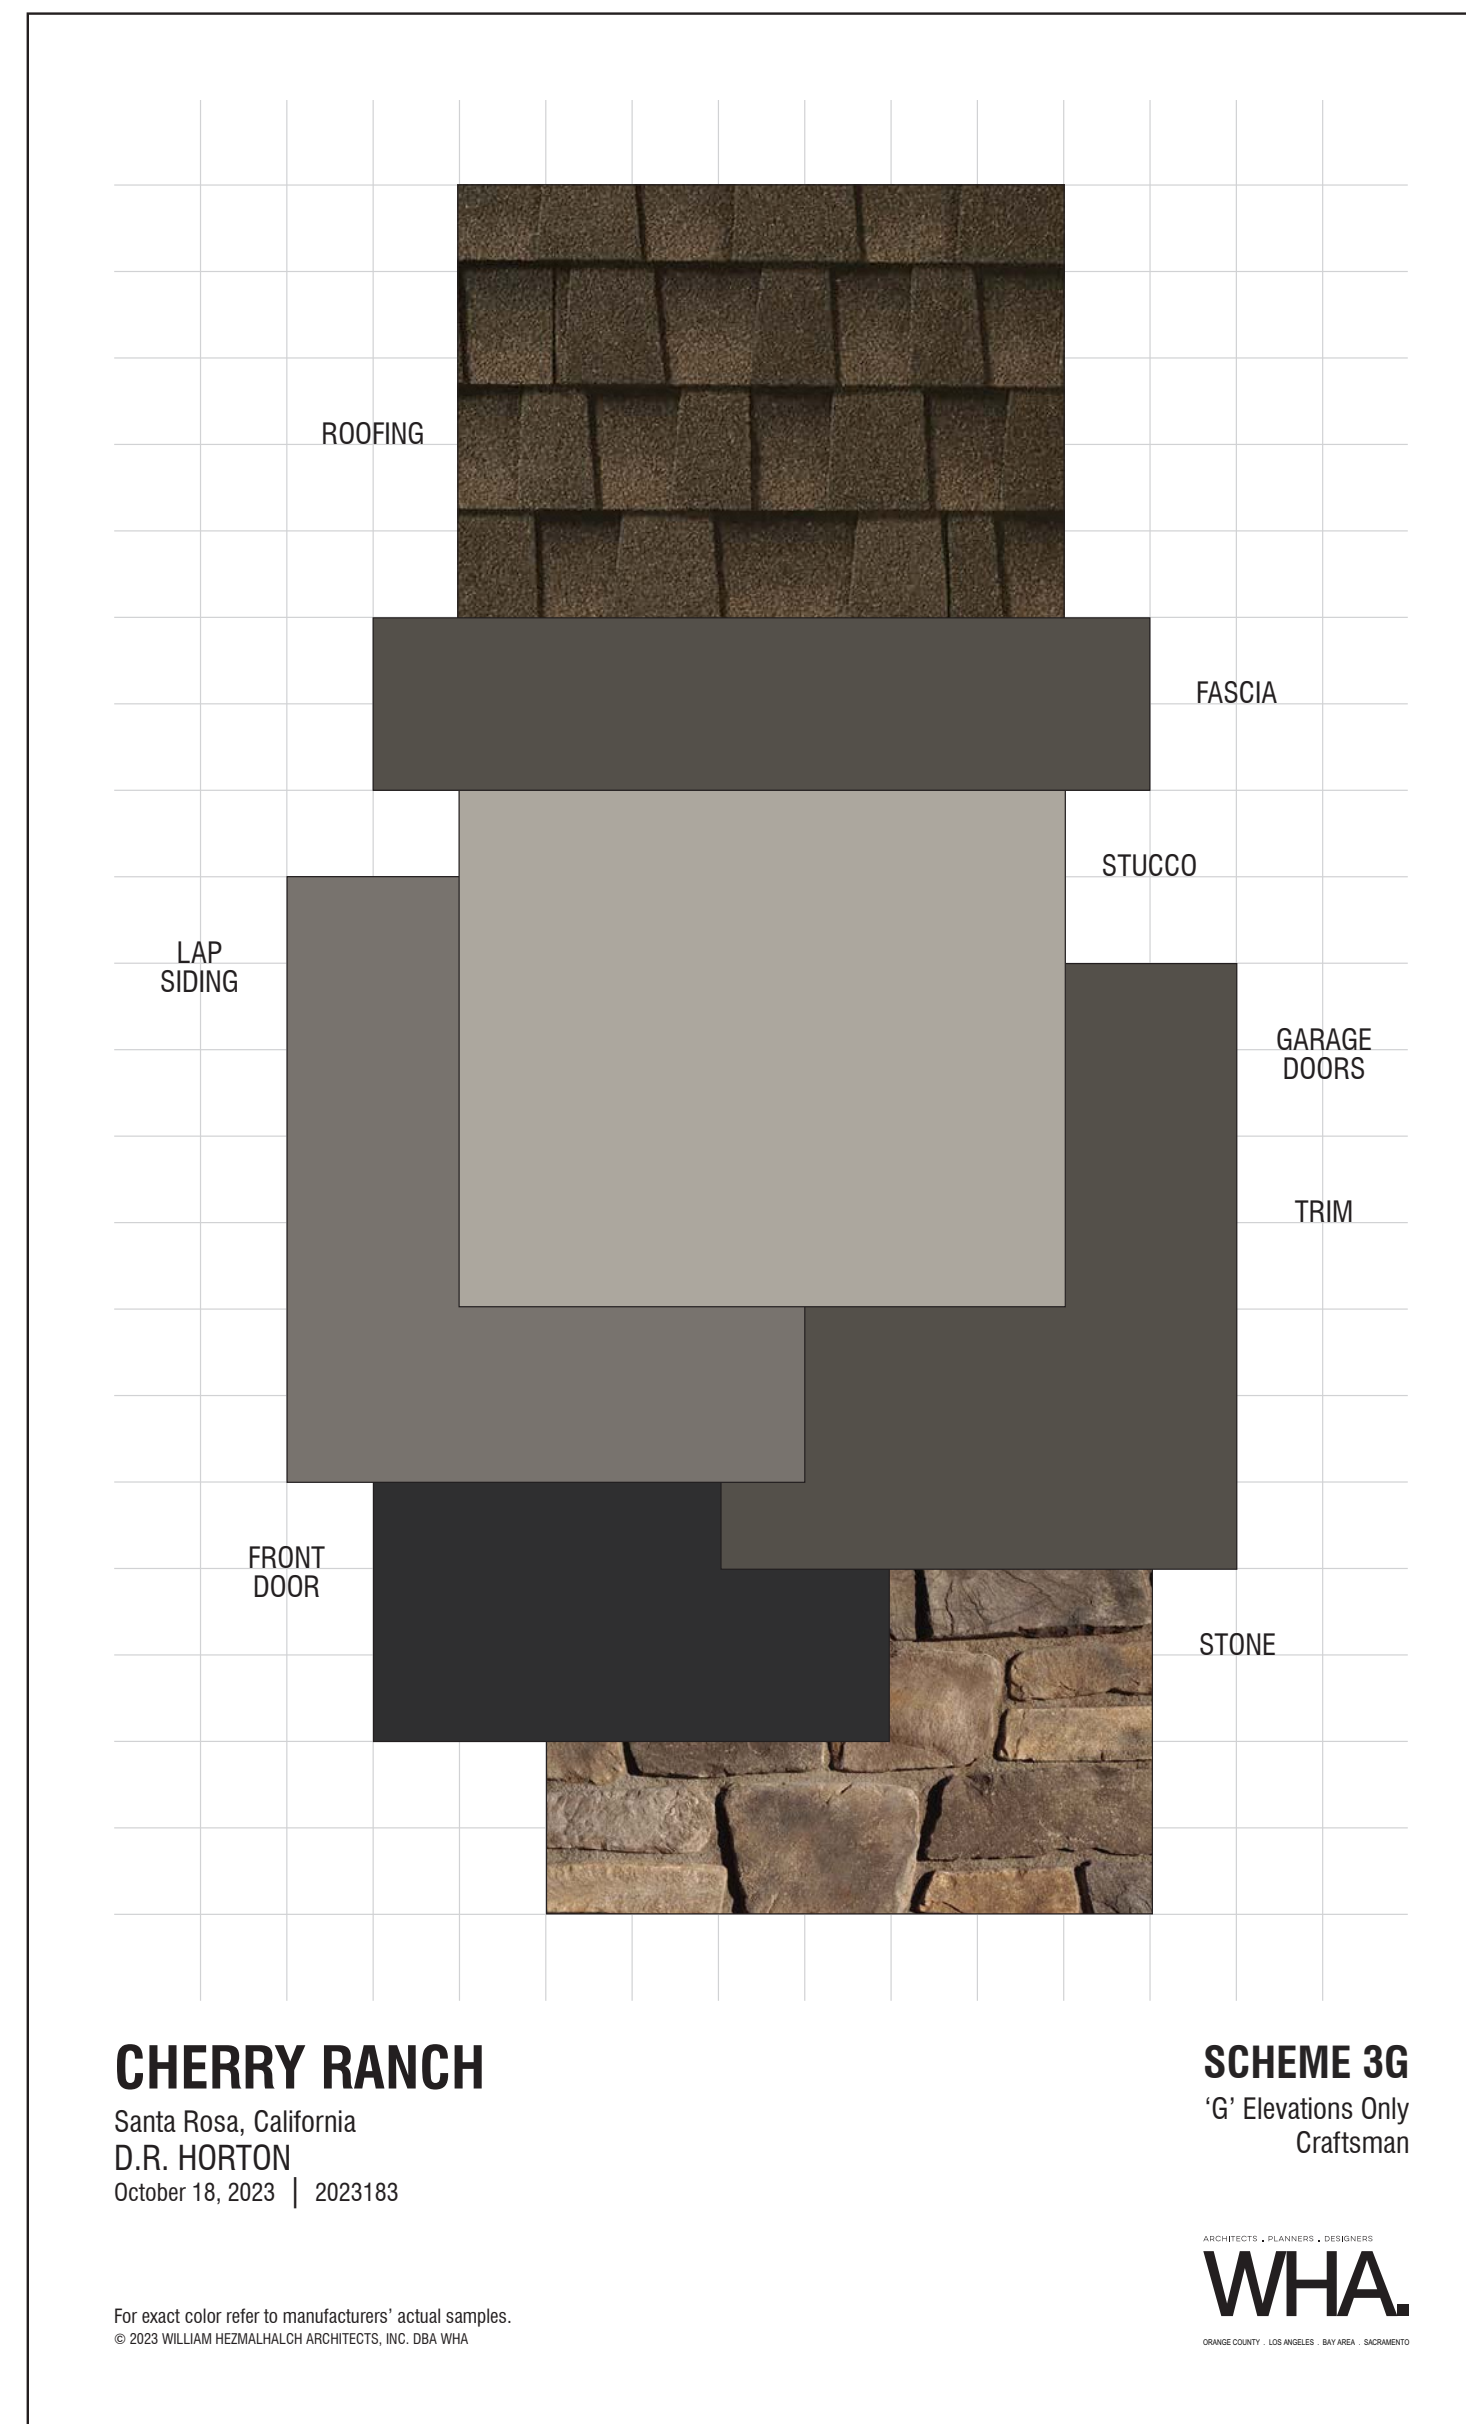 ROOFING
FASCIA
STUCCO
LAP
SIDING
GARAGE
DOORS
TRIM
FRONT
DOOR
STONE
CHERRY RANCH
Santa Rosa, California
D.R. HORTON
October 18, 2023 | 2023183
For exact color refer to manufacturers’ actual samples.
© 2023 WILLIAM HEZMALHALCH ARCHITECTS, INC. DBA WHA
SCHEME 3G
‘G’ Elevations Only
Craftsman
ARCHITECTS . PLANNERS . DESIGNERS
WHA.
ORANGE COUNTY . LOS ANGELES . BAY AREA . SACRAMENTO